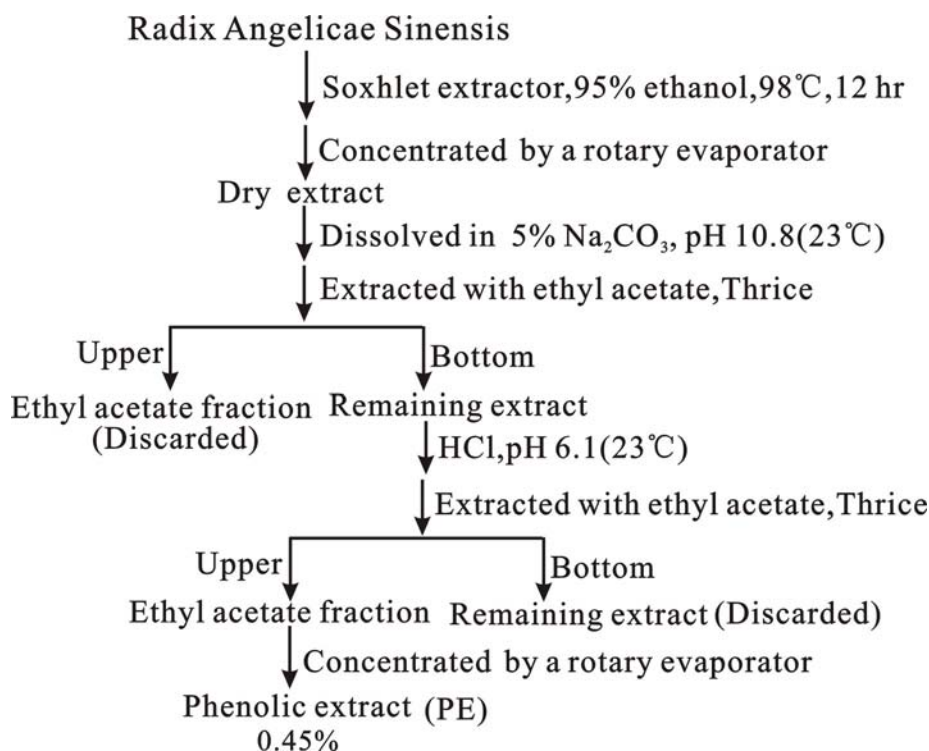 Radix Angelicae Sinensis
Soxhlet extractor,95% ethanol,98℃,12 hr
Concentrated by a rotary evaporator
Dry extract
Dissolved in 5% Na₂CO₃, pH 10.8(23℃)
Extracted with ethyl acetate,Thrice
Upper
Bottom
Ethyl acetate fraction
(Discarded)
Remaining extract
HCl,pH 6.1(23℃)
Extracted with ethyl acetate,Thrice
Upper
Bottom
Ethyl acetate fraction
Remaining extract (Discarded)
Concentrated by a rotary evaporator
Phenolic extract (PE)
0.45%